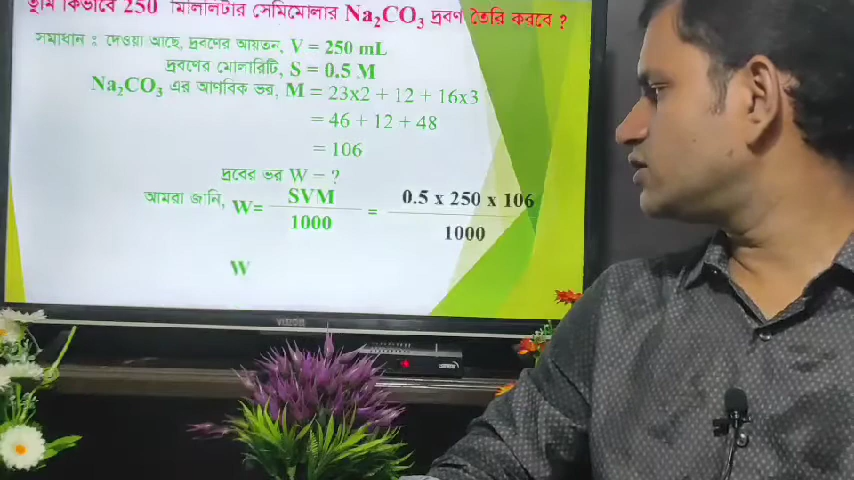 তুমি কিভাবে 250 মিলিলিটার সেমিমোলার Na₂CO₃ দ্রবণ তৈরি করবে ?
সমাধান : দেওয়া আছে, দ্রবণের আয়তন, V = 250 mL
দ্রবণের মোলারিটি, S = 0.5 M
Na₂CO₃ এর আণবিক ভর, M = 23x2 + 12 + 16x3
= 46 + 12 + 48
= 106
দ্রবের ভর W = ?
আমরা জানি, W= SVM / 1000 = 0.5 x 250 x 106 / 1000
W